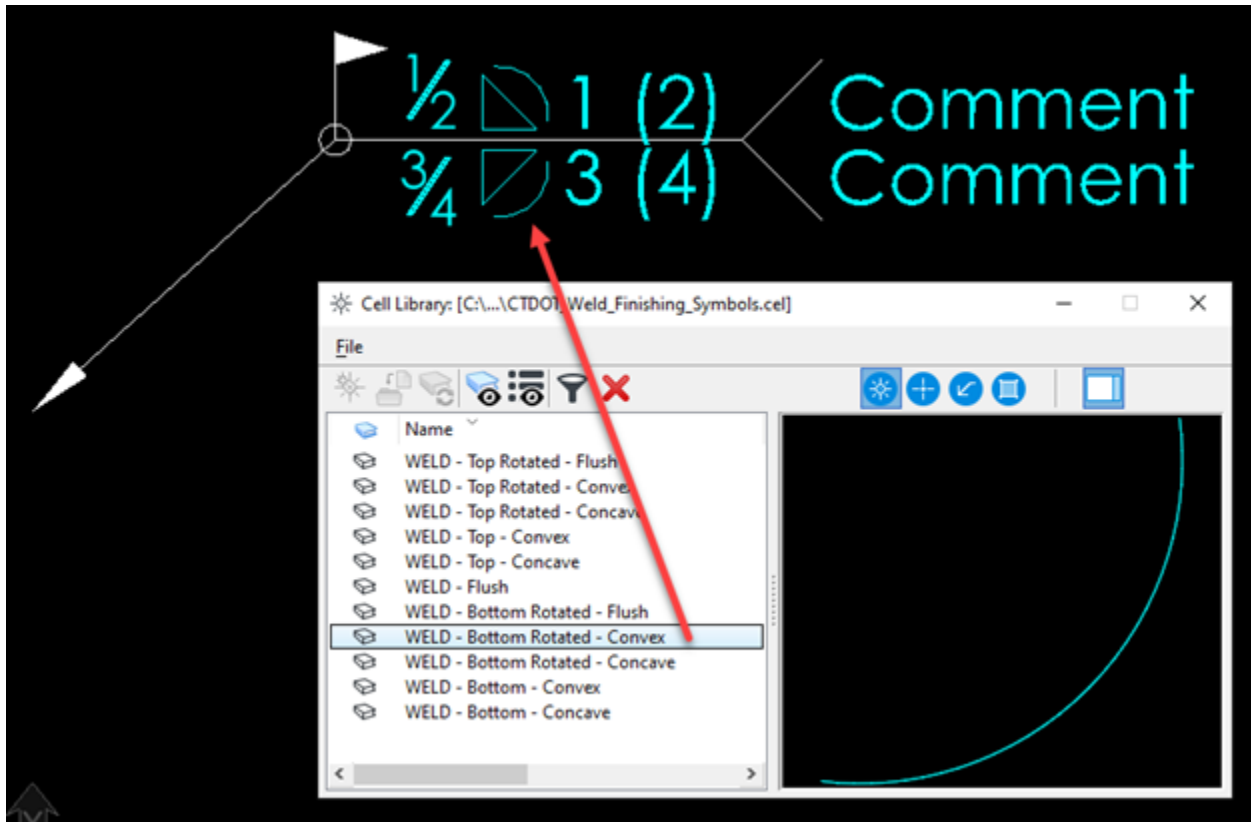 1/2 1 (2) Comment
3/4 3 (4) Comment
Cell Library: [C:\...\CTDOT_Weld_Finishing_Symbols.cel]
File
Name
WELD - Top Rotated - Flush
WELD - Top Rotated - Convex
WELD - Top Rotated - Concave
WELD - Top - Convex
WELD - Top - Concave
WELD - Flush
WELD - Bottom Rotated - Flush
WELD - Bottom Rotated - Convex
WELD - Bottom Rotated - Concave
WELD - Bottom - Convex
WELD - Bottom - Concave